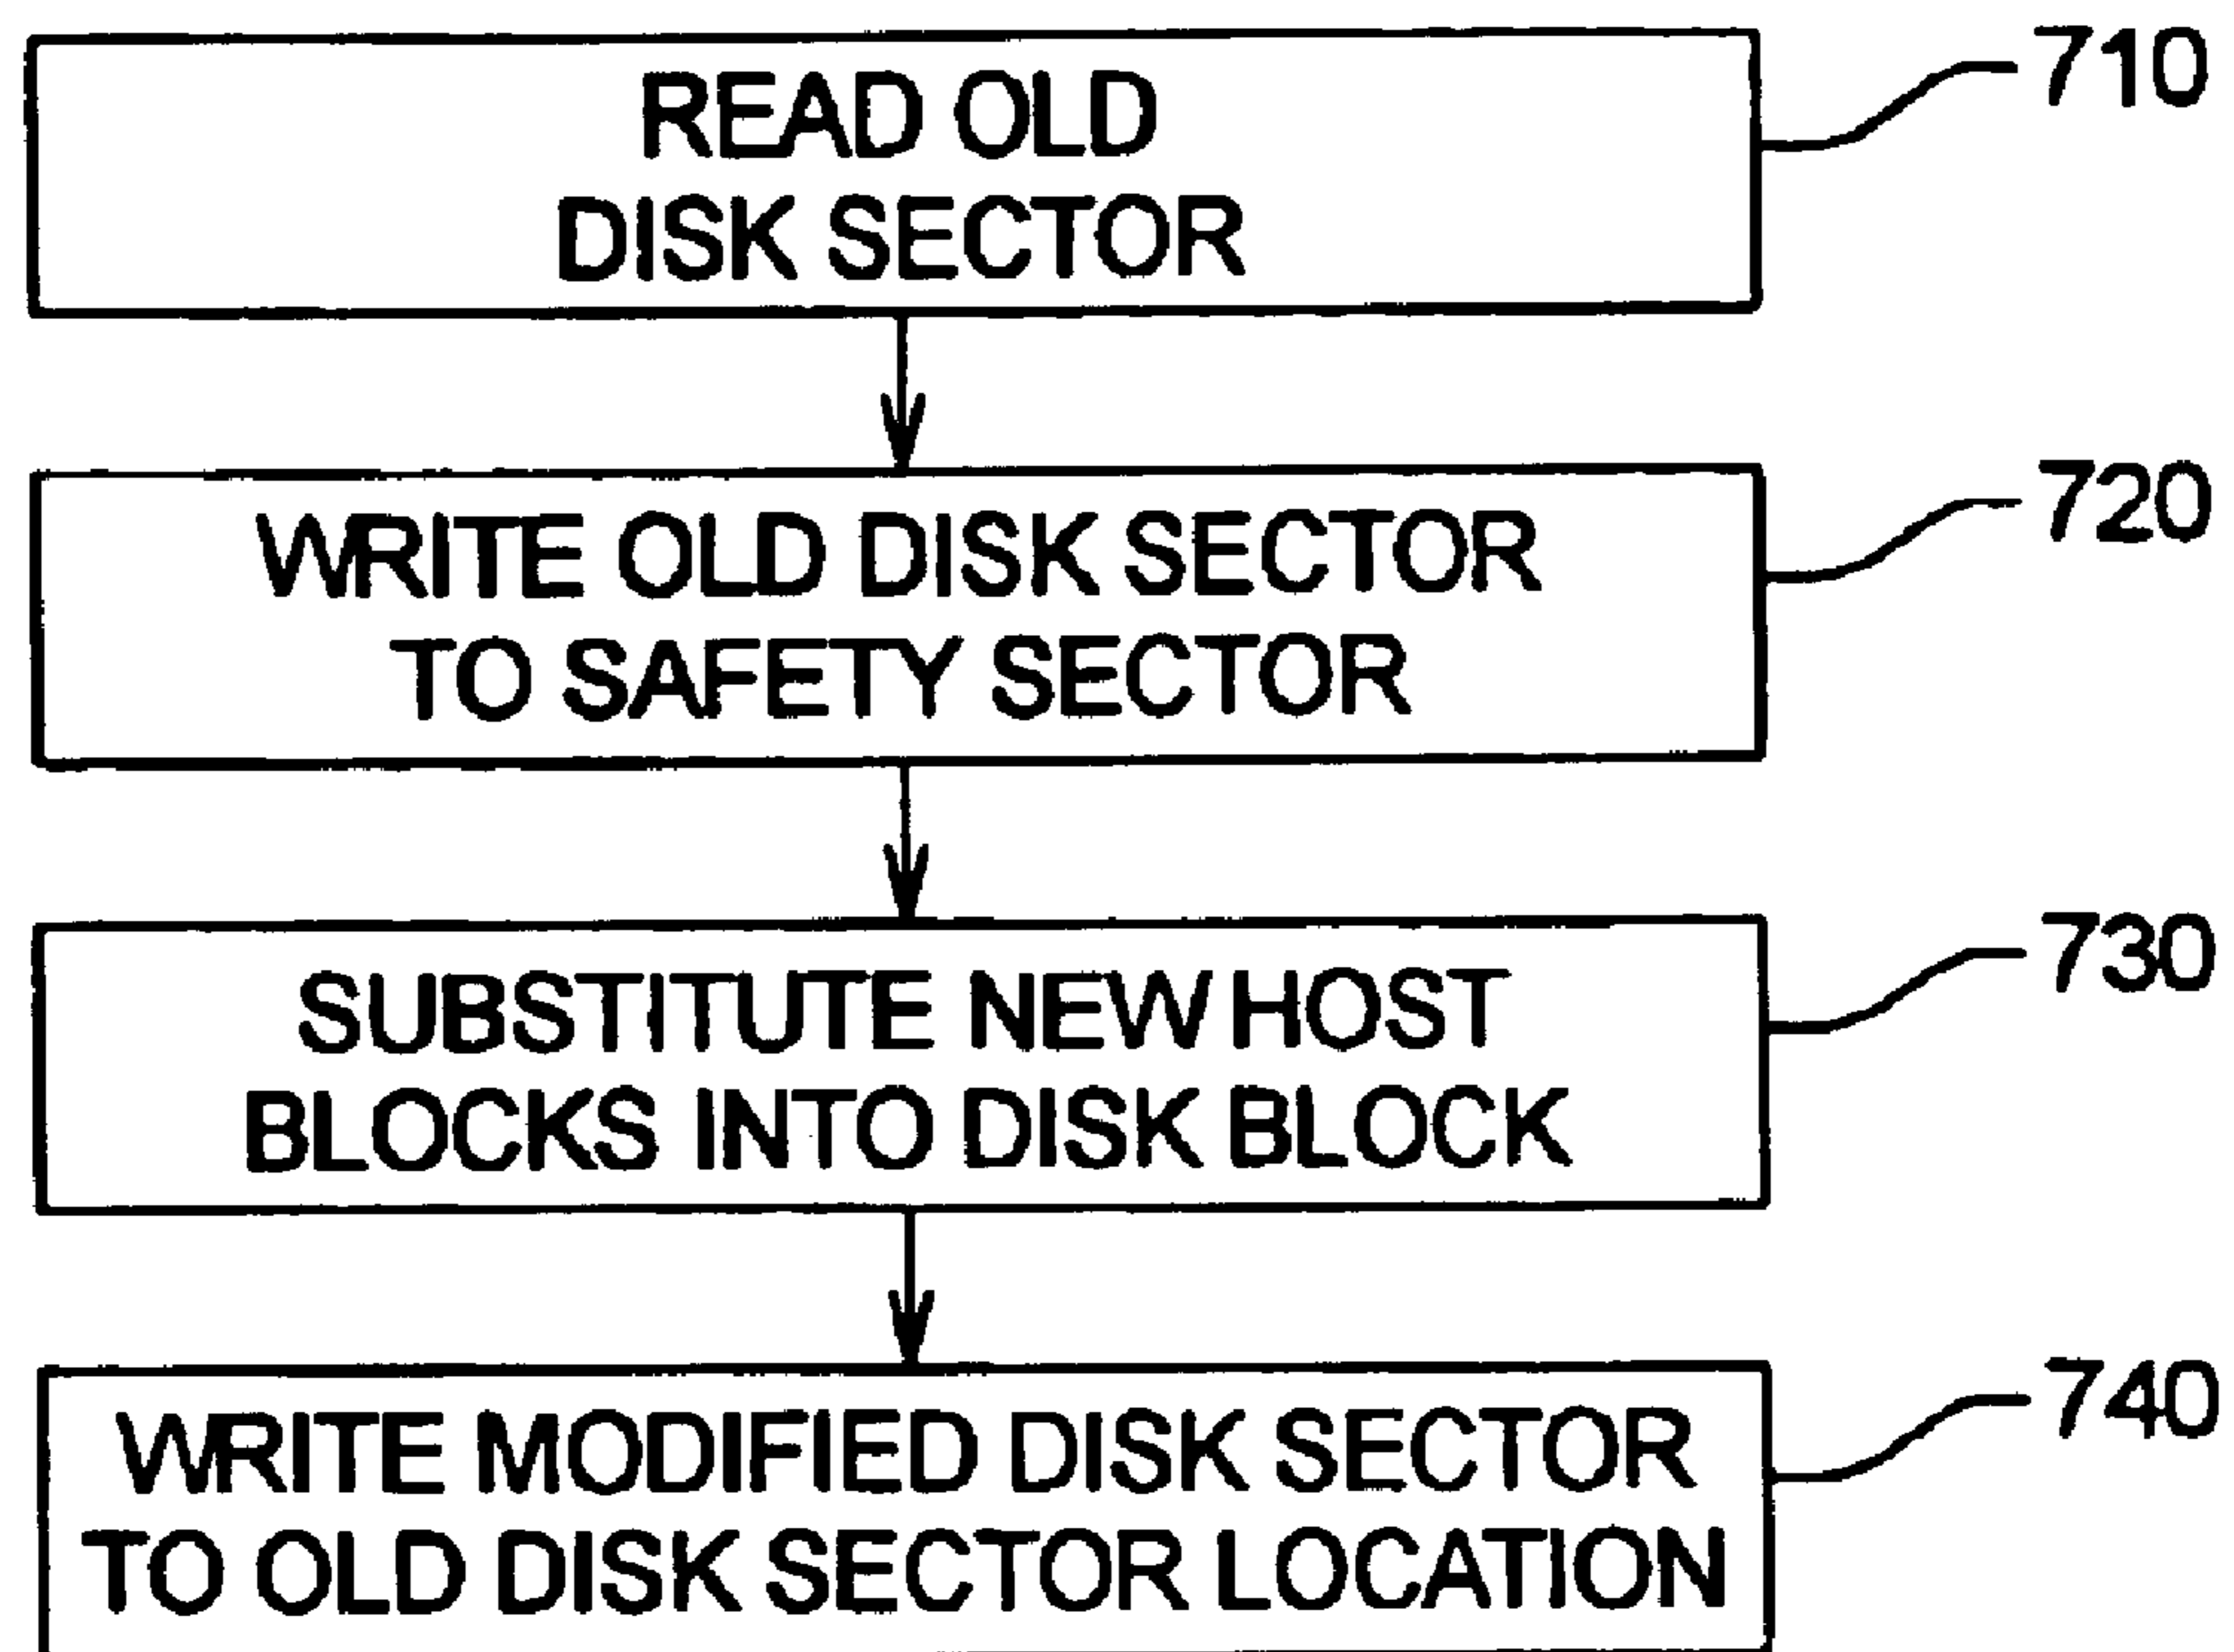 READ OLD
DISK SECTOR
710
WRITE OLD DISK SECTOR
TO SAFETY SECTOR
720
SUBSTITUTE NEW HOST
BLOCKS INTO DISK BLOCK
730
WRITE MODIFIED DISK SECTOR
TO OLD DISK SECTOR LOCATION
740